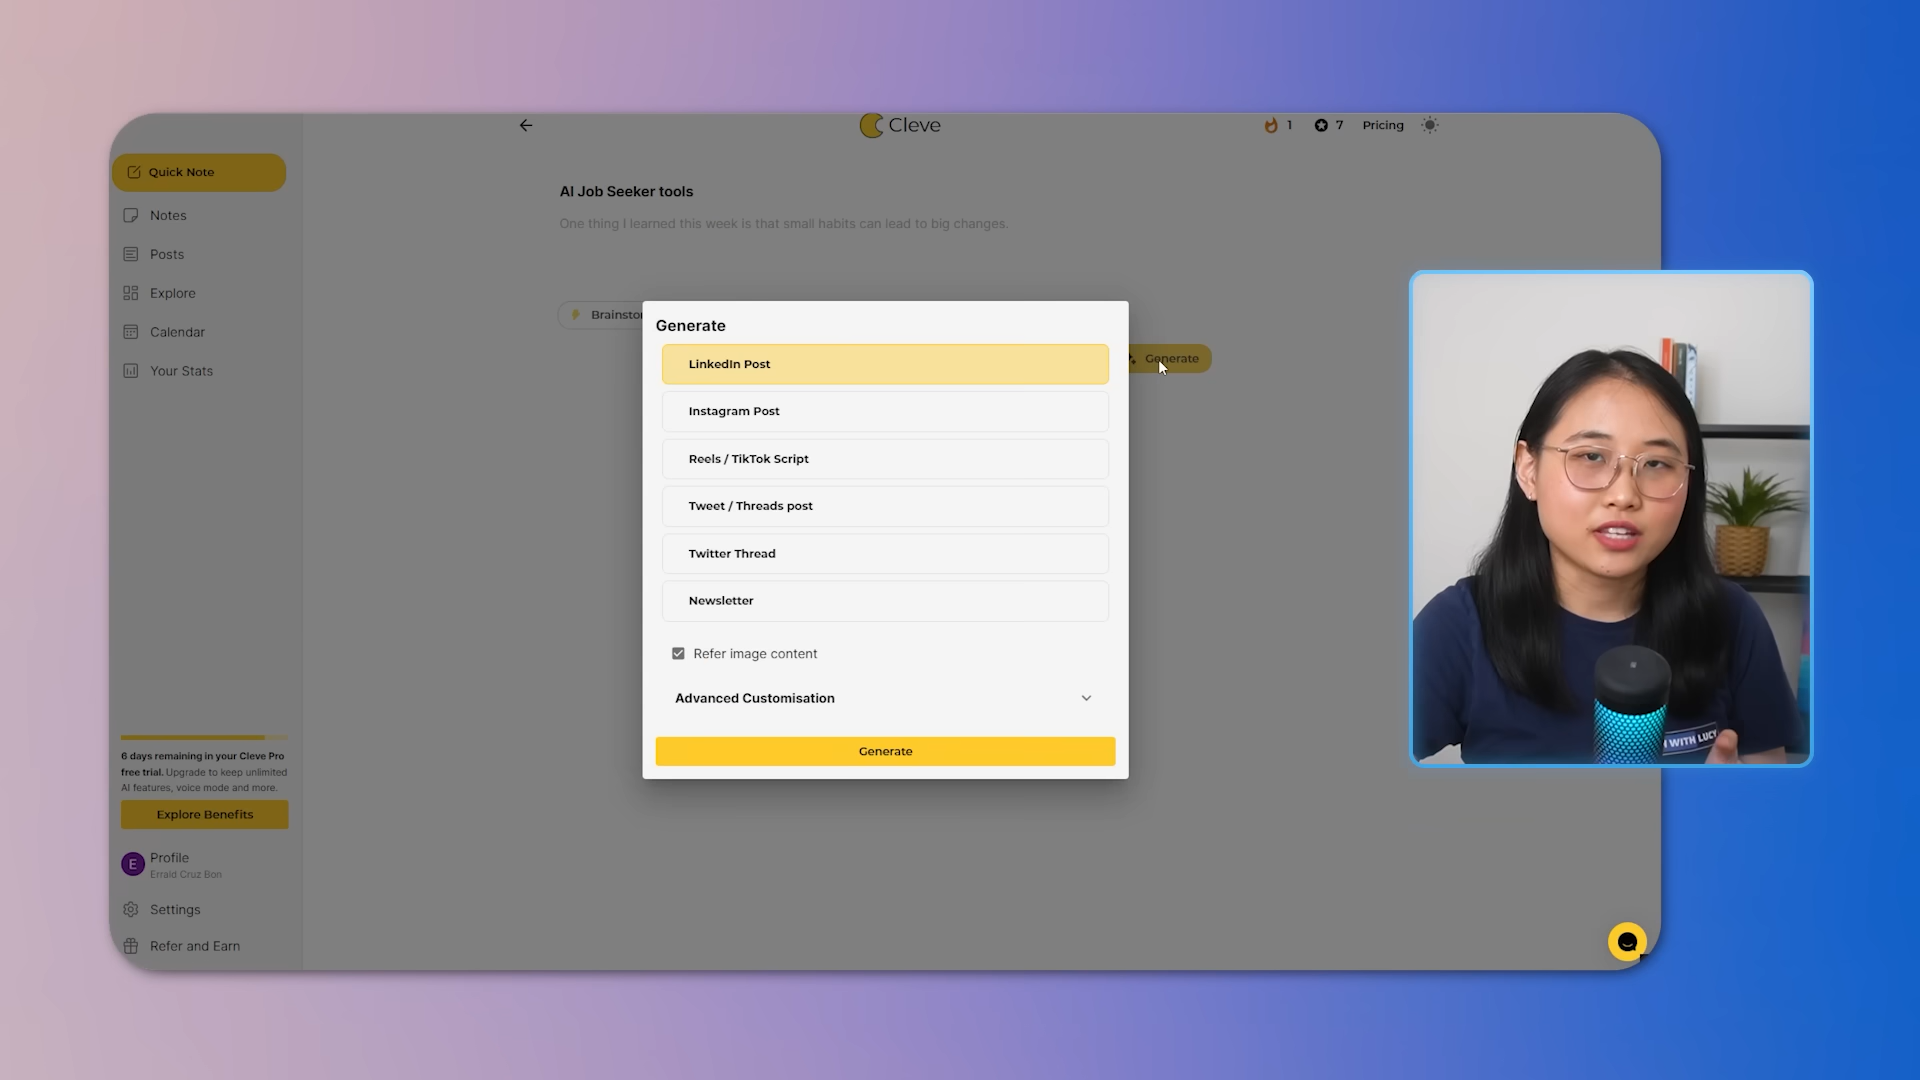 Cleve
1
7
Pricing
Quick Note
Notes
Posts
Explore
Calendar
Your Stats
AI Job Seeker tools
One thing I learned this week is that small habits can lead to big changes.
Generate
Generate
LinkedIn Post
Instagram Post
Reels / TikTok Script
Tweet / Threads post
Twitter Thread
Newsletter
Refer image content
Advanced Customisation
Generate
6 days remaining in your Cleve Pro
free trial. Upgrade to keep unlimited
AI features, voice mode and more.
Explore Benefits
E
Profile
Errald Cruz Bon
Settings
Refer and Earn
WITH LUCY